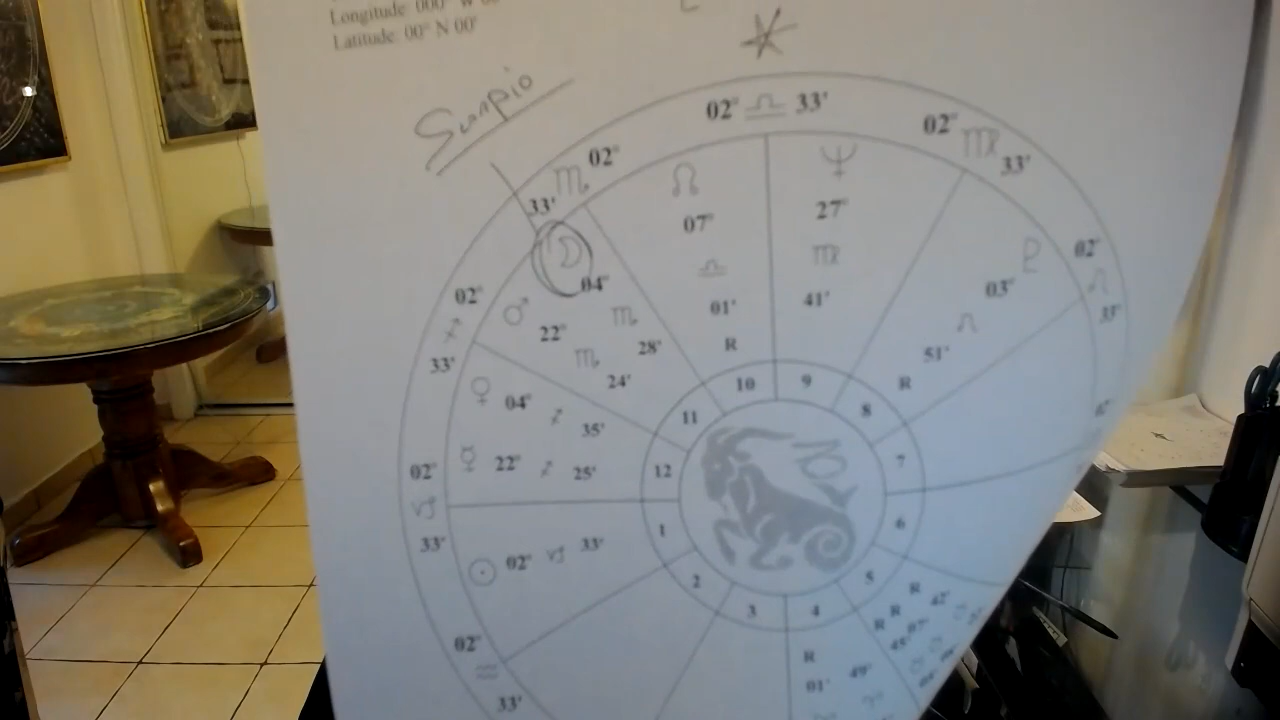 Longitude: 000° W
Latitude: 00° N 00'
Scorpio
02° ♎ 33'
02° ♍ 33'
02° ♏ 33'
02° ♌ 33'
☊ 07° ♎ 01' R
♆ 27° ♍ 41'
♇ 03° ♌ 51' R
☽ 04° ♏ 28'
♂ 22° ♏ 24'
02° ♐ 33'
♀ 04° ♐ 35'
☿ 22° ♐ 25'
02° ♑ 33'
☉ 02° ♑ 33'
02° ♒ 33'
10 9
11 8
12 7
1 6
2 5
3 4
R 42'
R 07°
R 45'
R 49'
01'